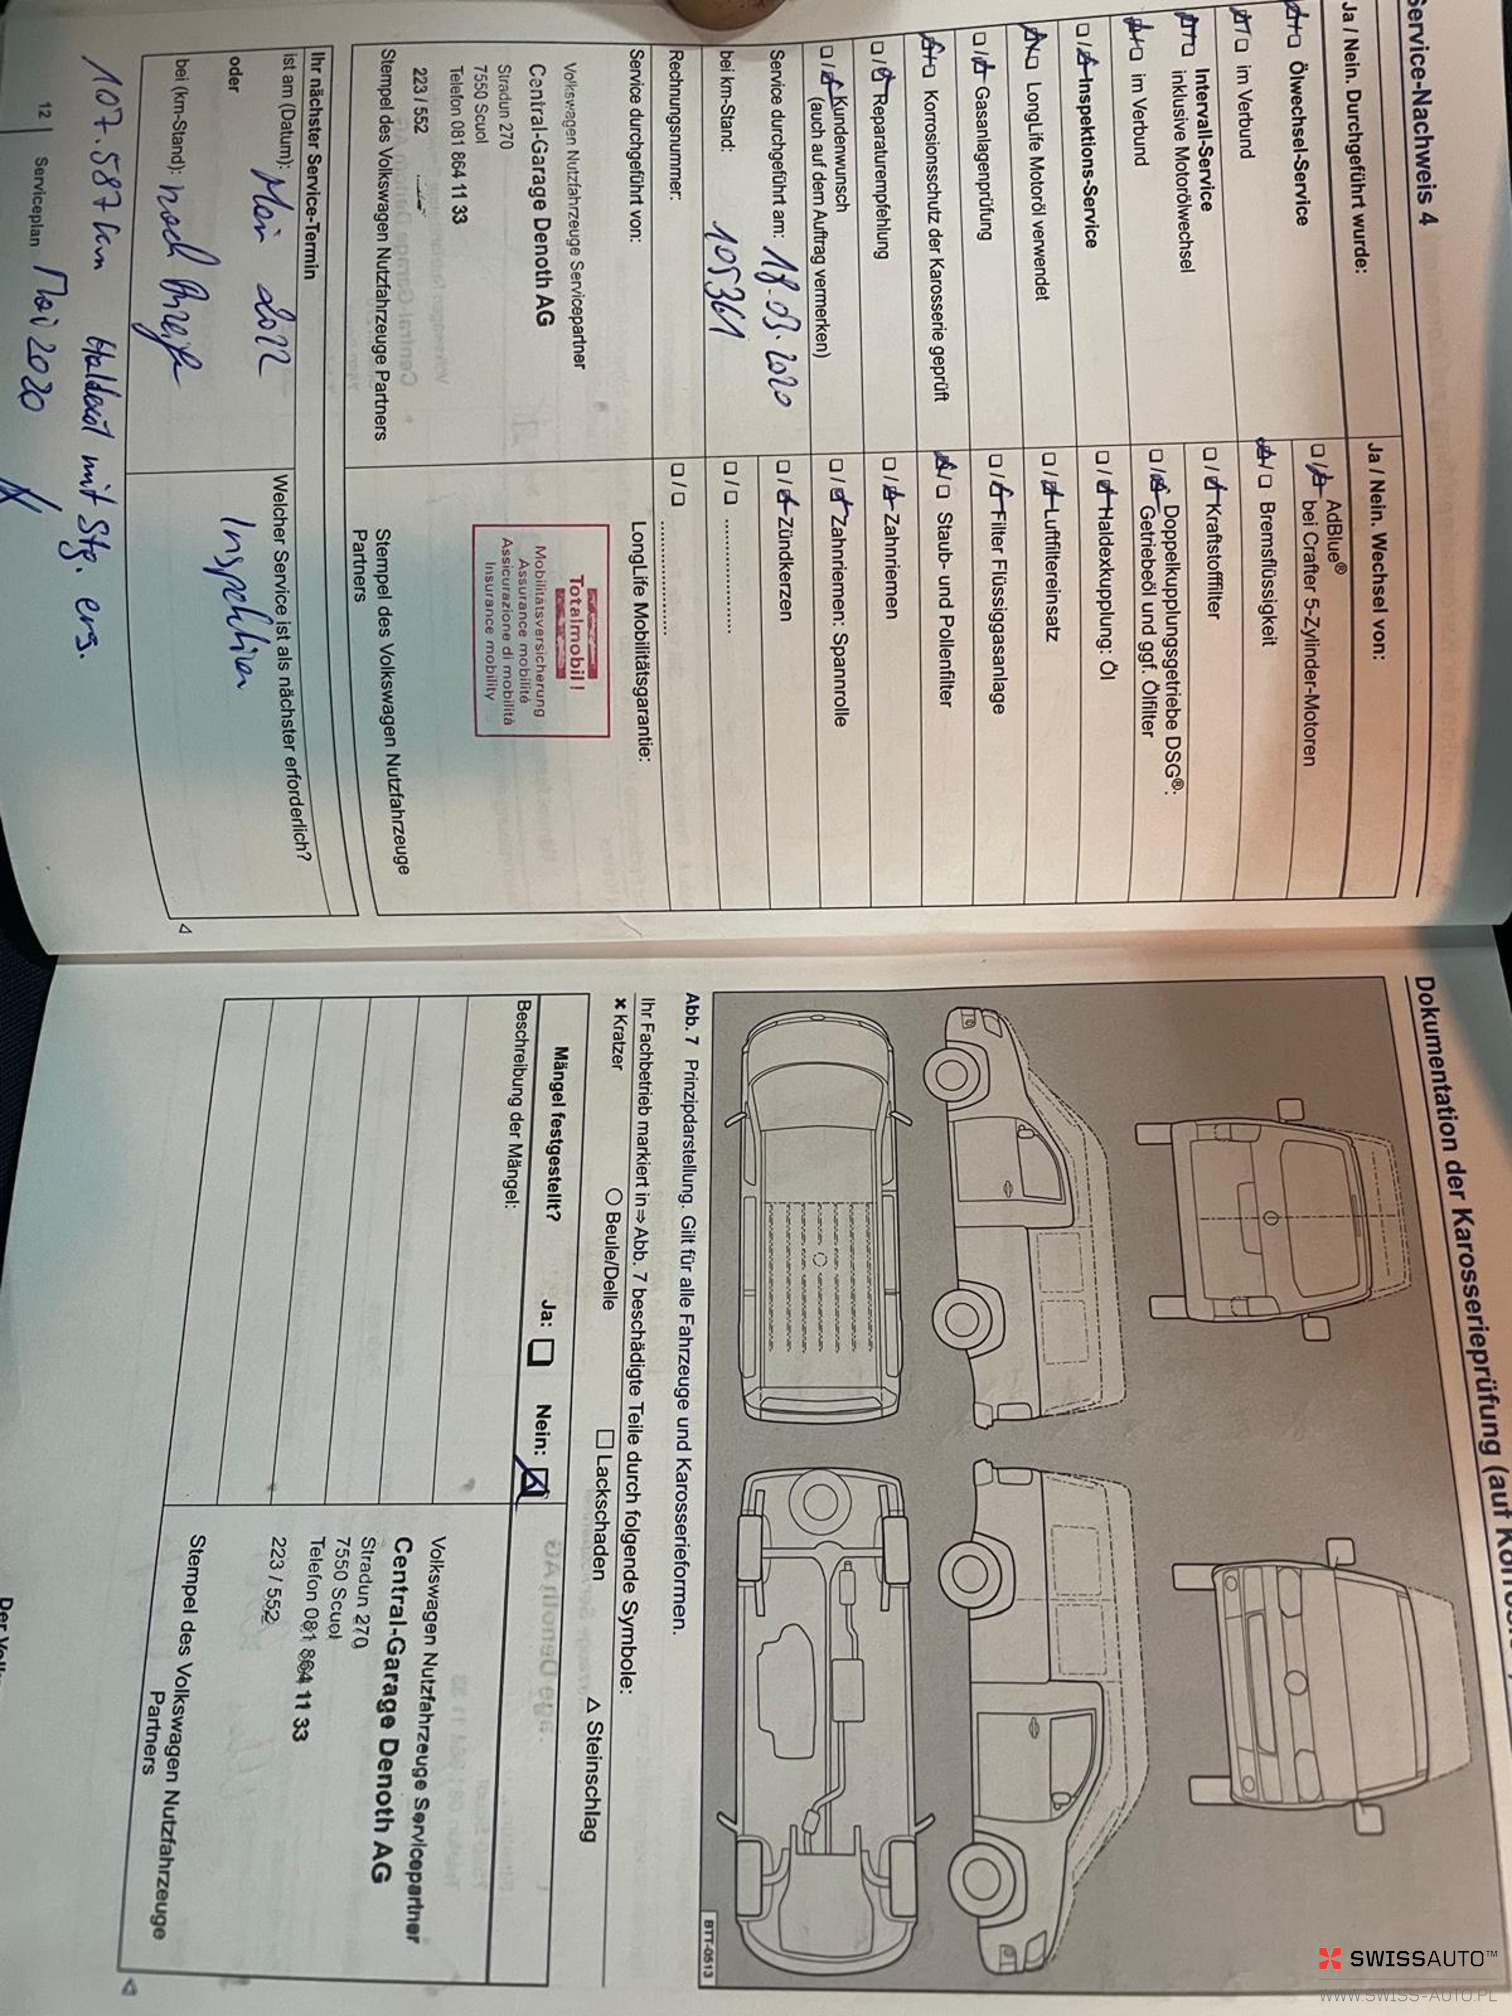 Service-Nachweis 4
Ja / Nein. Durchgeführt wurde:
Ölwechsel-Service
im Verbund
Intervall-Service
inklusive Motorölwechsel
im Verbund
Inspektions-Service
LongLife Motoröl verwendet
Gasanlagenprüfung
Korrosionsschutz der Karosserie geprüft
Reparaturempfehlung
Kundenwunsch
(auch auf dem Auftrag vermerken)
Service durchgeführt am: 18.03.2020
bei km-Stand: 105361
Rechnungsnummer:
Service durchgeführt von:
Volkswagen Nutzfahrzeuge Servicepartner
Central-Garage Denoth AG
Stradun 270
7550 Scuol
Telefon 081 864 11 33
223 / 552
Stempel des Volkswagen Nutzfahrzeuge Partners
Ja / Nein. Wechsel von:
AdBlue®
bei Crafter 5-Zylinder-Motoren
Bremsflüssigkeit
Kraftstofffilter
Doppelkupplungsgetriebe DSG®:
Getriebeöl und ggf. Ölfilter
Haldexkupplung: Öl
Luftfiltereinsatz
Filter Flüssiggasanlage
Staub- und Pollenfilter
Zahnriemen
Zahnriemen: Spannrolle
Zündkerzen
LongLife Mobilitätsgarantie:
Totalmobil!
Mobilitätsversicherung
Assurance mobilité
Assicurazione di mobilità
Insurance mobility
Stempel des Volkswagen Nutzfahrzeuge
Partners
Ihr nächster Service-Termin
ist am (Datum): Mai 2022
oder
bei (km-Stand): nach Anzeige
Welcher Service ist als nächster erforderlich?
Inspektion
107.587 km Haldexöl mit Stg. ers.
12 Serviceplan Mai 2020
Dokumentation der Karosserieprüfung (auf
BTT-0513
Abb. 7 Prinzipdarstellung. Gilt für alle Fahrzeuge und Karosserieformen.
Ihr Fachbetrieb markiert in ⇒ Abb. 7 beschädigte Teile durch folgende Symbole:
× Kratzer ○ Beule/Delle □ Lackschaden △ Steinschlag
Mängel festgestellt? Ja: Nein:
Beschreibung der Mängel:
Volkswagen Nutzfahrzeuge Servicepartner
Central-Garage Denoth AG
Stradun 270
7550 Scuol
Telefon 081 864 11 33
223 / 552
Stempel des Volkswagen Nutzfahrzeuge
Partners
SWISSAUTO™
WWW.SWISS-AUTO.PL